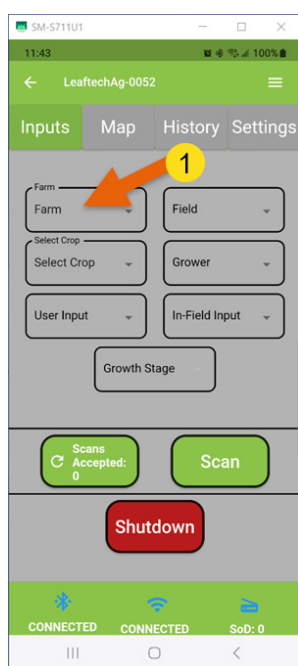 SM-S711U1
11:43
100%
LeaftechAg-0052
Inputs Map History Settings
1
Farm
Farm
Field
Select Crop
Select Crop
Grower
User Input
In-Field Input
Growth Stage
Scans
Accepted:
0
Scan
Shutdown
CONNECTED CONNECTED SoD: 0